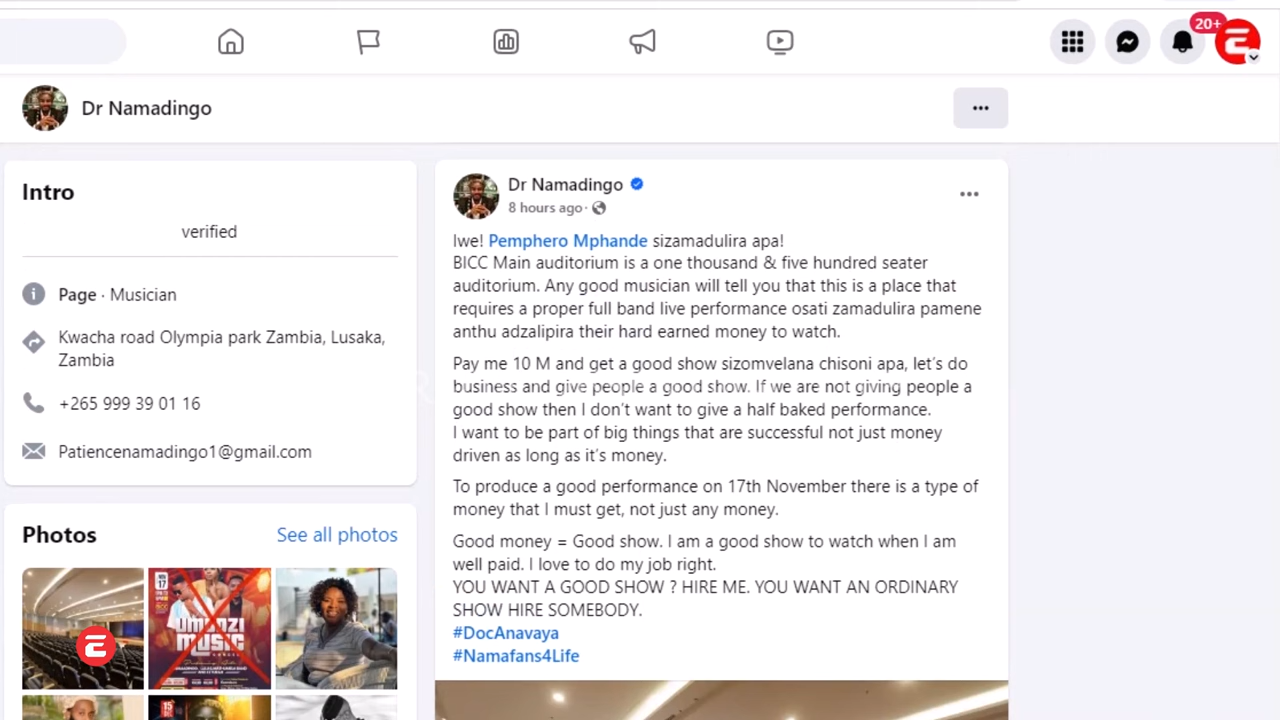 20+
Dr Namadingo
Intro
verified
Page · Musician
Kwacha road Olympia park Zambia, Lusaka,
Zambia
+265 999 39 01 16
Patiencenamadingo1@gmail.com
Photos
See all photos
NOV
17
UMUNZI
MUSIC
15
Dr Namadingo
8 hours ago ·
Iwe! Pemphero Mphande sizamadulira apa!
BICC Main auditorium is a one thousand & five hundred seater
auditorium. Any good musician will tell you that this is a place that
requires a proper full band live performance osati zamadulira pamene
anthu adzalipira their hard earned money to watch.
Pay me 10 M and get a good show sizomvelana chisoni apa, let's do
business and give people a good show. If we are not giving people a
good show then I don't want to give a half baked performance.
I want to be part of big things that are successful not just money
driven as long as it's money.
To produce a good performance on 17th November there is a type of
money that I must get, not just any money.
Good money = Good show. I am a good show to watch when I am
well paid. I love to do my job right.
YOU WANT A GOOD SHOW ? HIRE ME. YOU WANT AN ORDINARY
SHOW HIRE SOMEBODY.
#DocAnavaya
#Namafans4Life